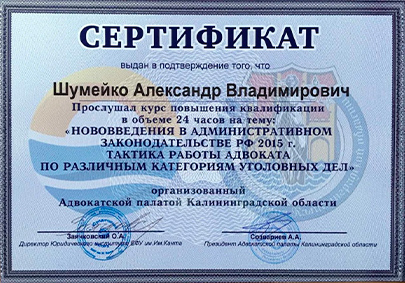 СЕРТИФИКАТ
выдан в подтверждение того, что
Шумейко Александр Владимирович
Прослушал курс повышения квалификации
в объеме 24 часов на тему:
«НОВОВВЕДЕНИЯ В АДМИНИСТРАТИВНОМ
ЗАКОНОДАТЕЛЬСТВЕ РФ 2015 г.
ТАКТИКА РАБОТЫ АДВОКАТА
ПО РАЗЛИЧНЫМ КАТЕГОРИЯМ УГОЛОВНЫХ ДЕЛ»
организованный
Адвокатской палатой Калининградской области
Заячковский О.А.
Созвариев А.А.
Директор Юридического института БФУ им.И.Канта
Президент Адвокатской палаты Калининградской области